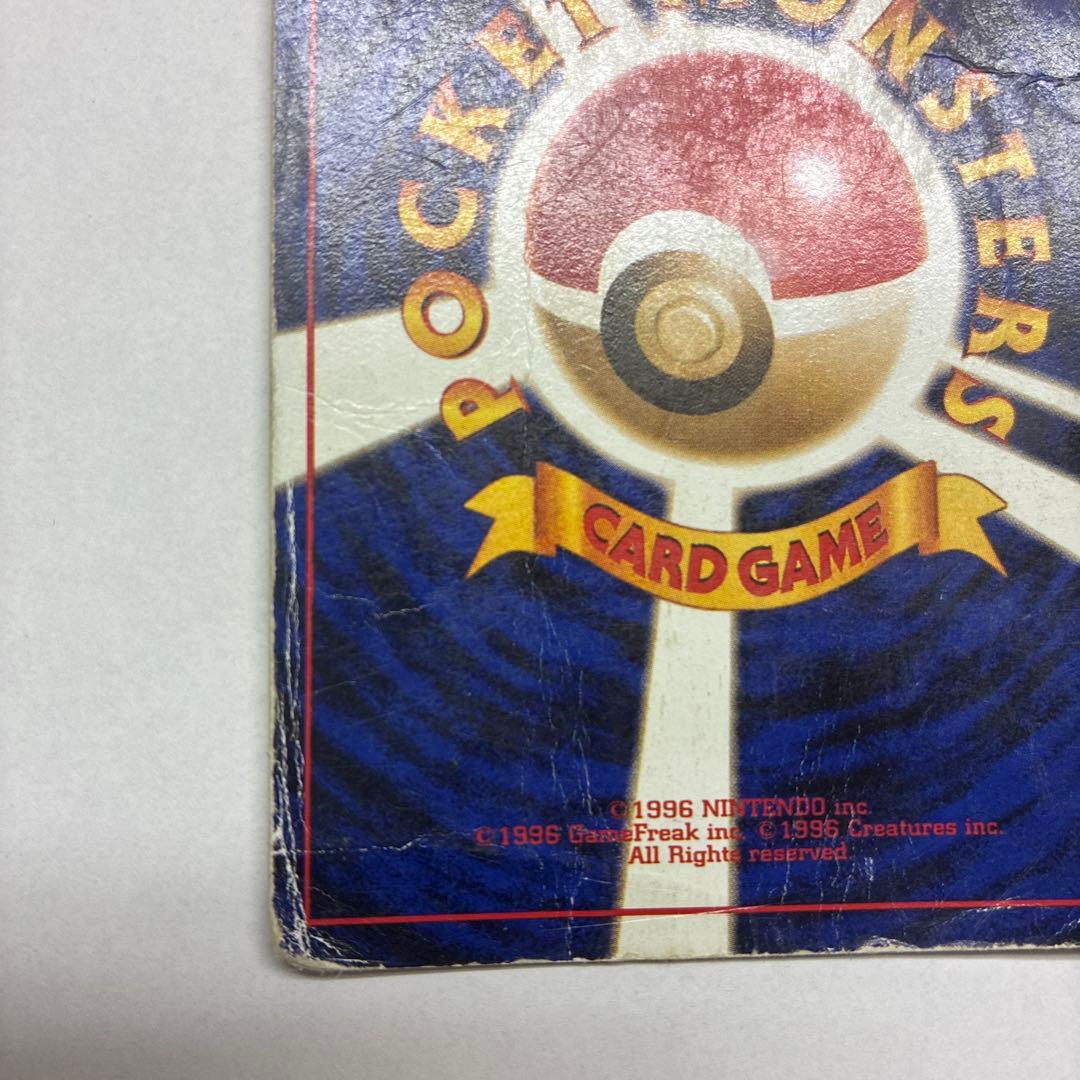 POCKET MONSTERS
CARD GAME
©1996 NINTENDO inc.
©1996 GameFreak inc. ©1996 Creatures inc.
All Rights reserved.